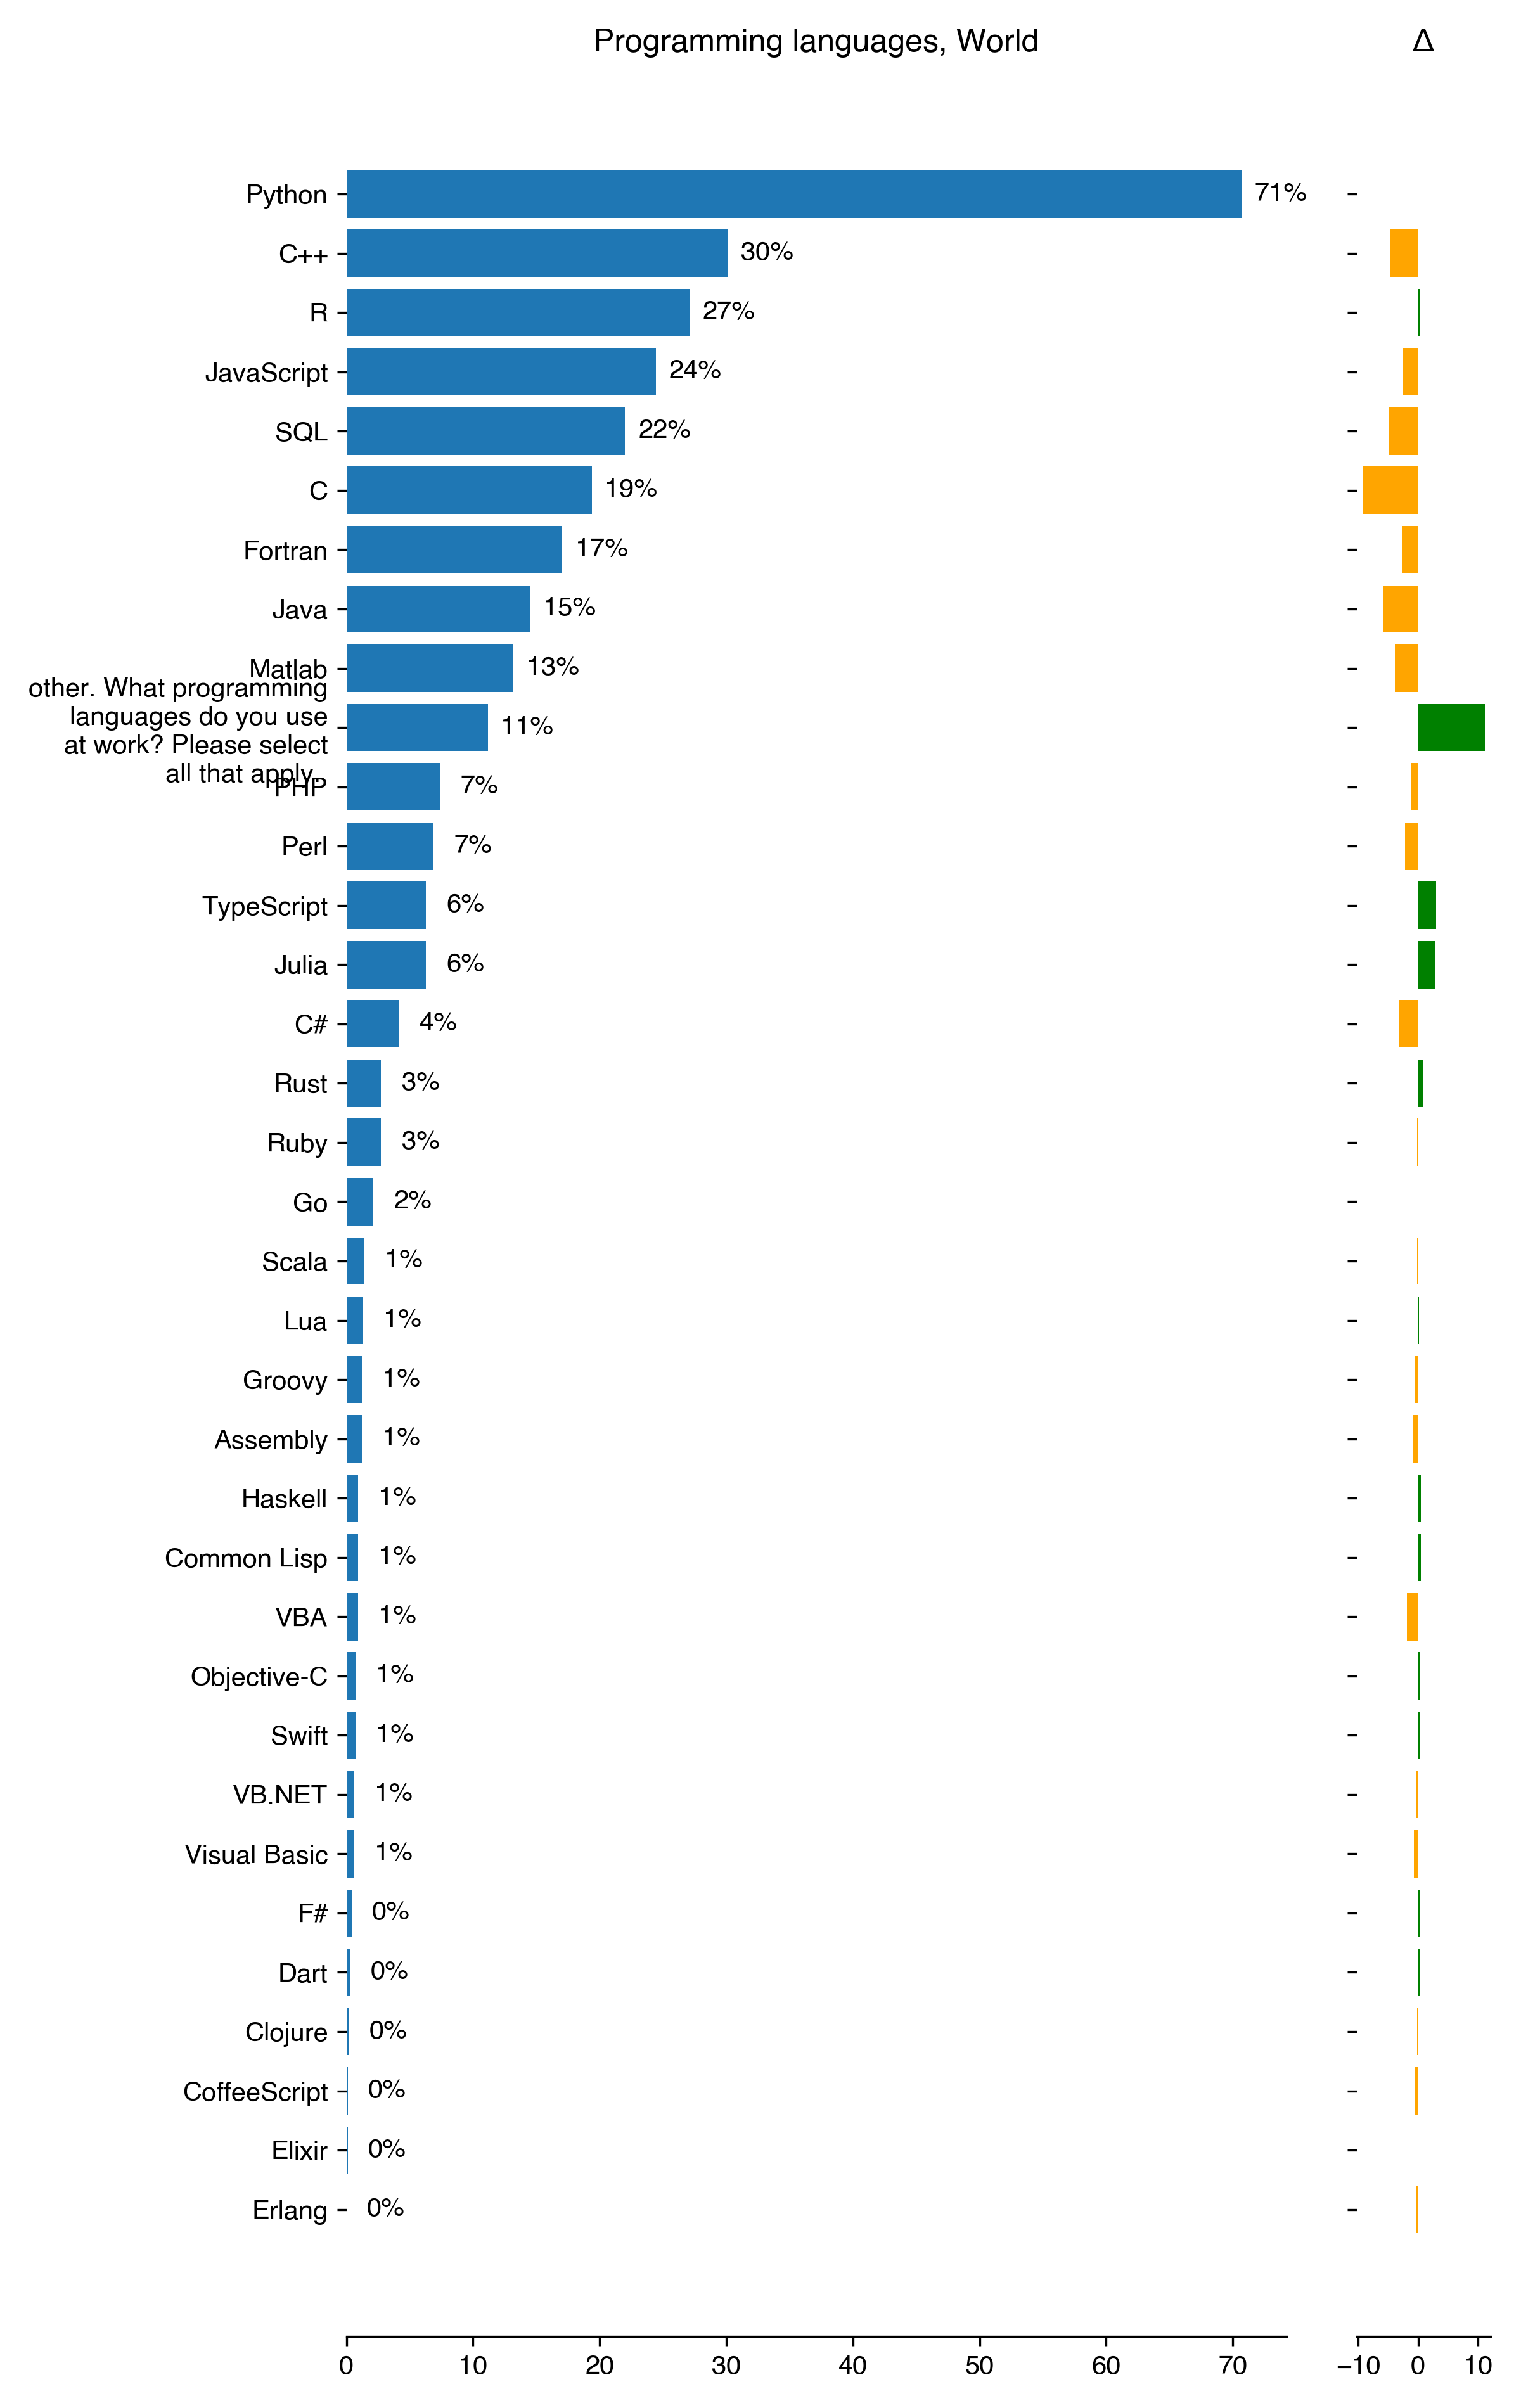 Programming languages, World
Δ
Python 71%
C++ 30%
R 27%
JavaScript 24%
SQL 22%
C 19%
Fortran 17%
Java 15%
Matlab 13%
other. What programming
languages do you use
at work? Please select
all that apply.
11%
PHP 7%
Perl 7%
TypeScript 6%
Julia 6%
C# 4%
Rust 3%
Ruby 3%
Go 2%
Scala 1%
Lua 1%
Groovy 1%
Assembly 1%
Haskell 1%
Common Lisp 1%
VBA 1%
Objective-C 1%
Swift 1%
VB.NET 1%
Visual Basic 1%
F# 0%
Dart 0%
Clojure 0%
CoffeeScript 0%
Elixir 0%
Erlang 0%
0 10 20 30 40 50 60 70
−10 0 10